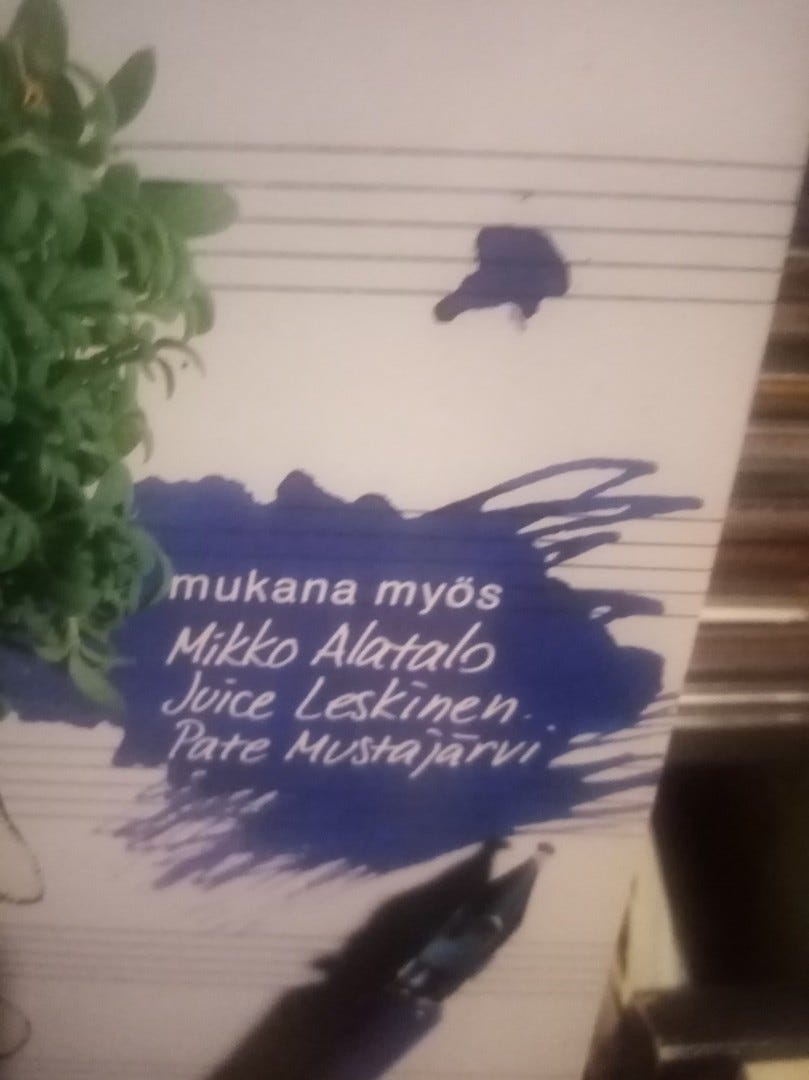 mukana myös
Mikko Alatalo
Juice Leskinen
Pate Mustajärvi